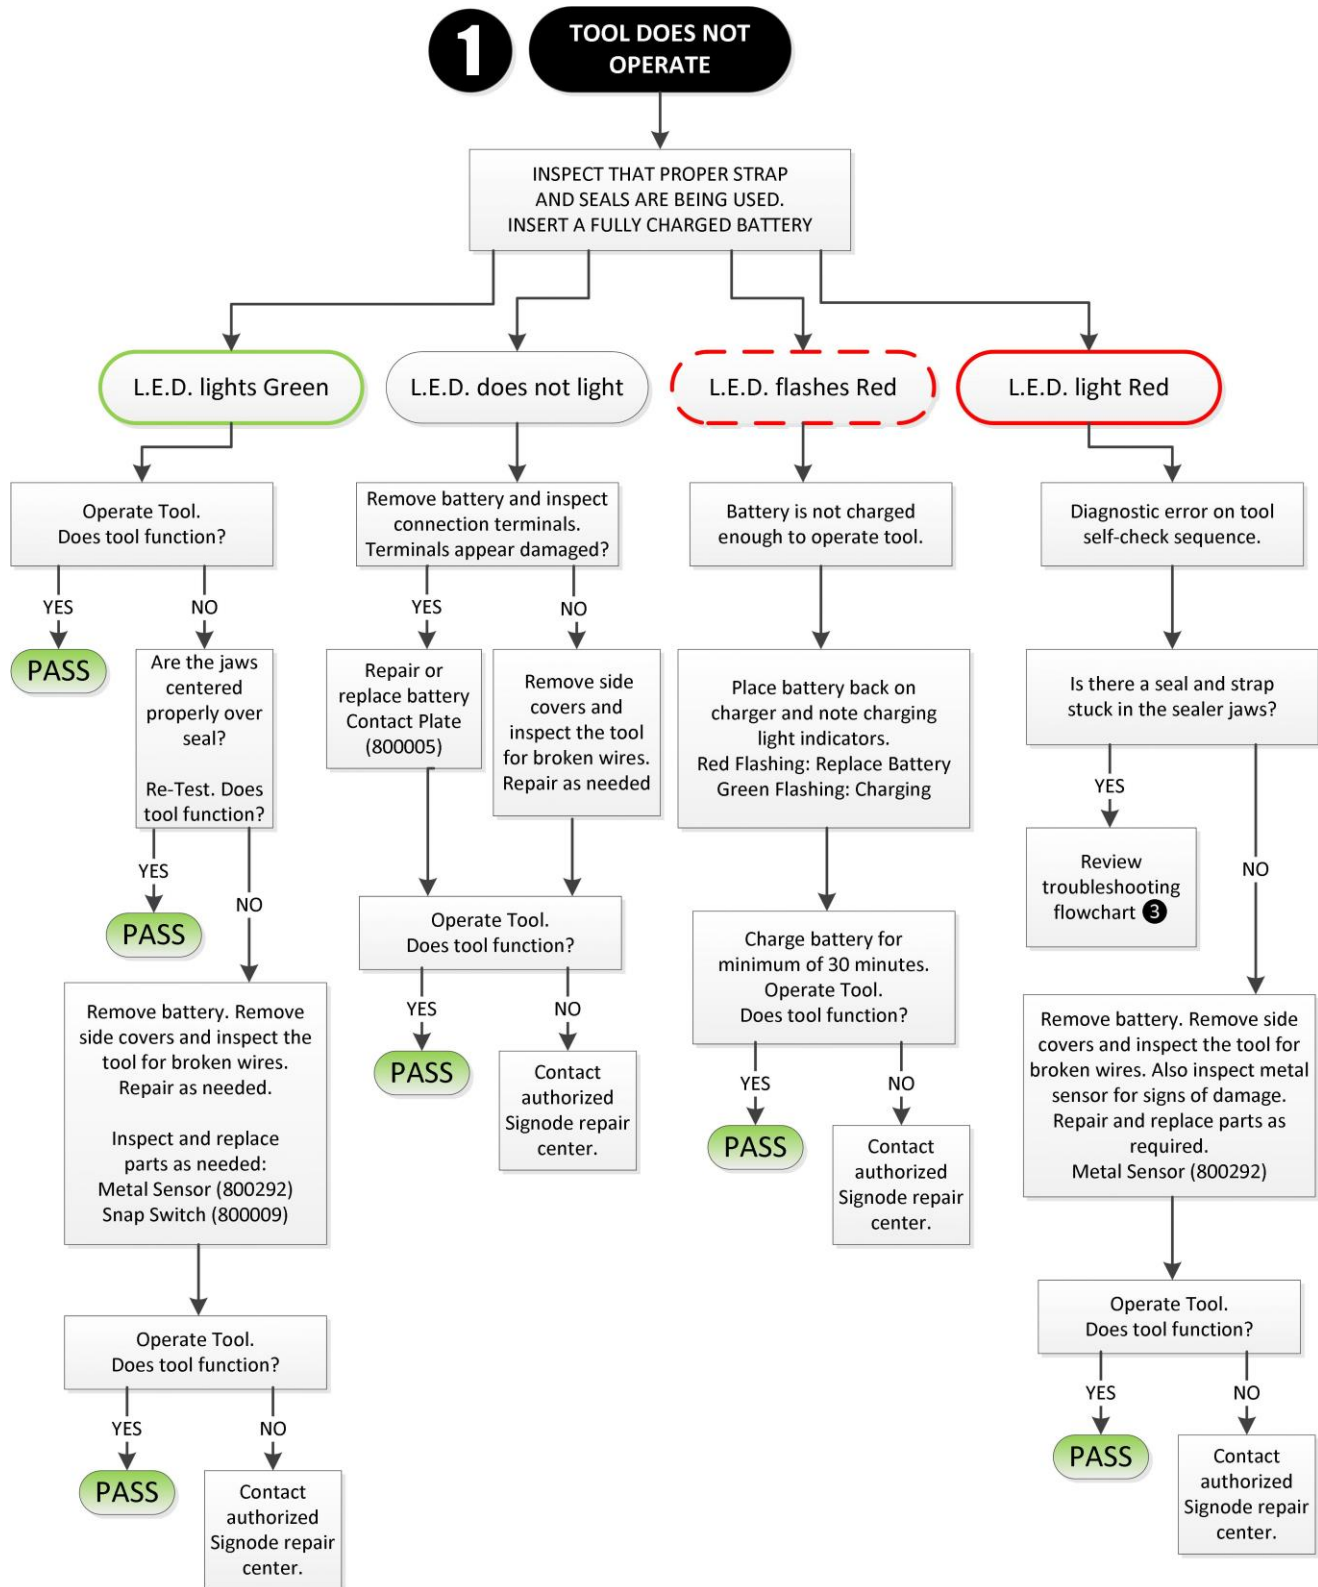 1
TOOL DOES NOT
OPERATE
INSPECT THAT PROPER STRAP
AND SEALS ARE BEING USED.
INSERT A FULLY CHARGED BATTERY
L.E.D. lights Green
L.E.D. does not light
L.E.D. flashes Red
L.E.D. light Red
Operate Tool.
Does tool function?
YES
NO
PASS
Are the jaws
centered
properly over
seal?
Re-Test. Does
tool function?
YES
NO
PASS
Remove battery. Remove
side covers and inspect the
tool for broken wires.
Repair as needed.
Inspect and replace
parts as needed:
Metal Sensor (800292)
Snap Switch (800009)
Operate Tool.
Does tool function?
YES
NO
PASS
Contact
authorized
Signode repair
center.
Remove battery and inspect
connection terminals.
Terminals appear damaged?
YES
NO
Repair or
replace battery
Contact Plate
(800005)
Remove side
covers and
inspect the tool
for broken wires.
Repair as needed
Operate Tool.
Does tool function?
YES
NO
PASS
Contact
authorized
Signode repair
center.
Battery is not charged
enough to operate tool.
Place battery back on
charger and note charging
light indicators.
Red Flashing: Replace Battery
Green Flashing: Charging
Charge battery for
minimum of 30 minutes.
Operate Tool.
Does tool function?
YES
NO
PASS
Contact
authorized
Signode repair
center.
Diagnostic error on tool
self-check sequence.
Is there a seal and strap
stuck in the sealer jaws?
YES
NO
Review
troubleshooting
flowchart 3
Remove battery. Remove side
covers and inspect the tool for
broken wires. Also inspect metal
sensor for signs of damage.
Repair and replace parts as
required.
Metal Sensor (800292)
Operate Tool.
Does tool function?
YES
NO
PASS
Contact
authorized
Signode repair
center.